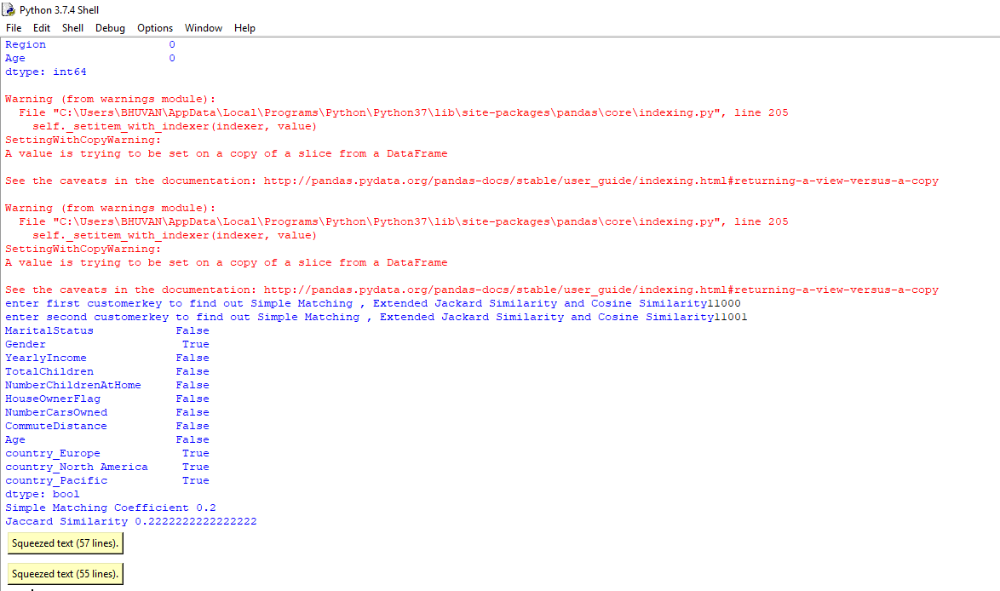 Python 3.7.4 Shell
File Edit Shell Debug Options Window Help
Region 0
Age 0
dtype: int64
Warning (from warnings module):
File "C:\Users\BHUVAN\AppData\Local\Programs\Python\Python37\lib\site-packages\pandas\core\indexing.py", line 205
self._setitem_with_indexer(indexer, value)
SettingWithCopyWarning:
A value is trying to be set on a copy of a slice from a DataFrame
See the caveats in the documentation: http://pandas.pydata.org/pandas-docs/stable/user_guide/indexing.html#returning-a-view-versus-a-copy
Warning (from warnings module):
File "C:\Users\BHUVAN\AppData\Local\Programs\Python\Python37\lib\site-packages\pandas\core\indexing.py", line 205
self._setitem_with_indexer(indexer, value)
SettingWithCopyWarning:
A value is trying to be set on a copy of a slice from a DataFrame
See the caveats in the documentation: http://pandas.pydata.org/pandas-docs/stable/user_guide/indexing.html#returning-a-view-versus-a-copy
enter first customerkey to find out Simple Matching , Extended Jackard Similarity and Cosine Similarity11000
enter second customerkey to find out Simple Matching , Extended Jackard Similarity and Cosine Similarity11001
MaritalStatus False
Gender True
YearlyIncome False
TotalChildren False
NumberChildrenAtHome False
HouseOwnerFlag False
NumberCarsOwned False
CommuteDistance False
Age False
country_Europe True
country_North America True
country_Pacific True
dtype: bool
Simple Matching Coefficient 0.2
Jaccard Similarity 0.2222222222222222
Squeezed text (57 lines).
Squeezed text (55 lines).